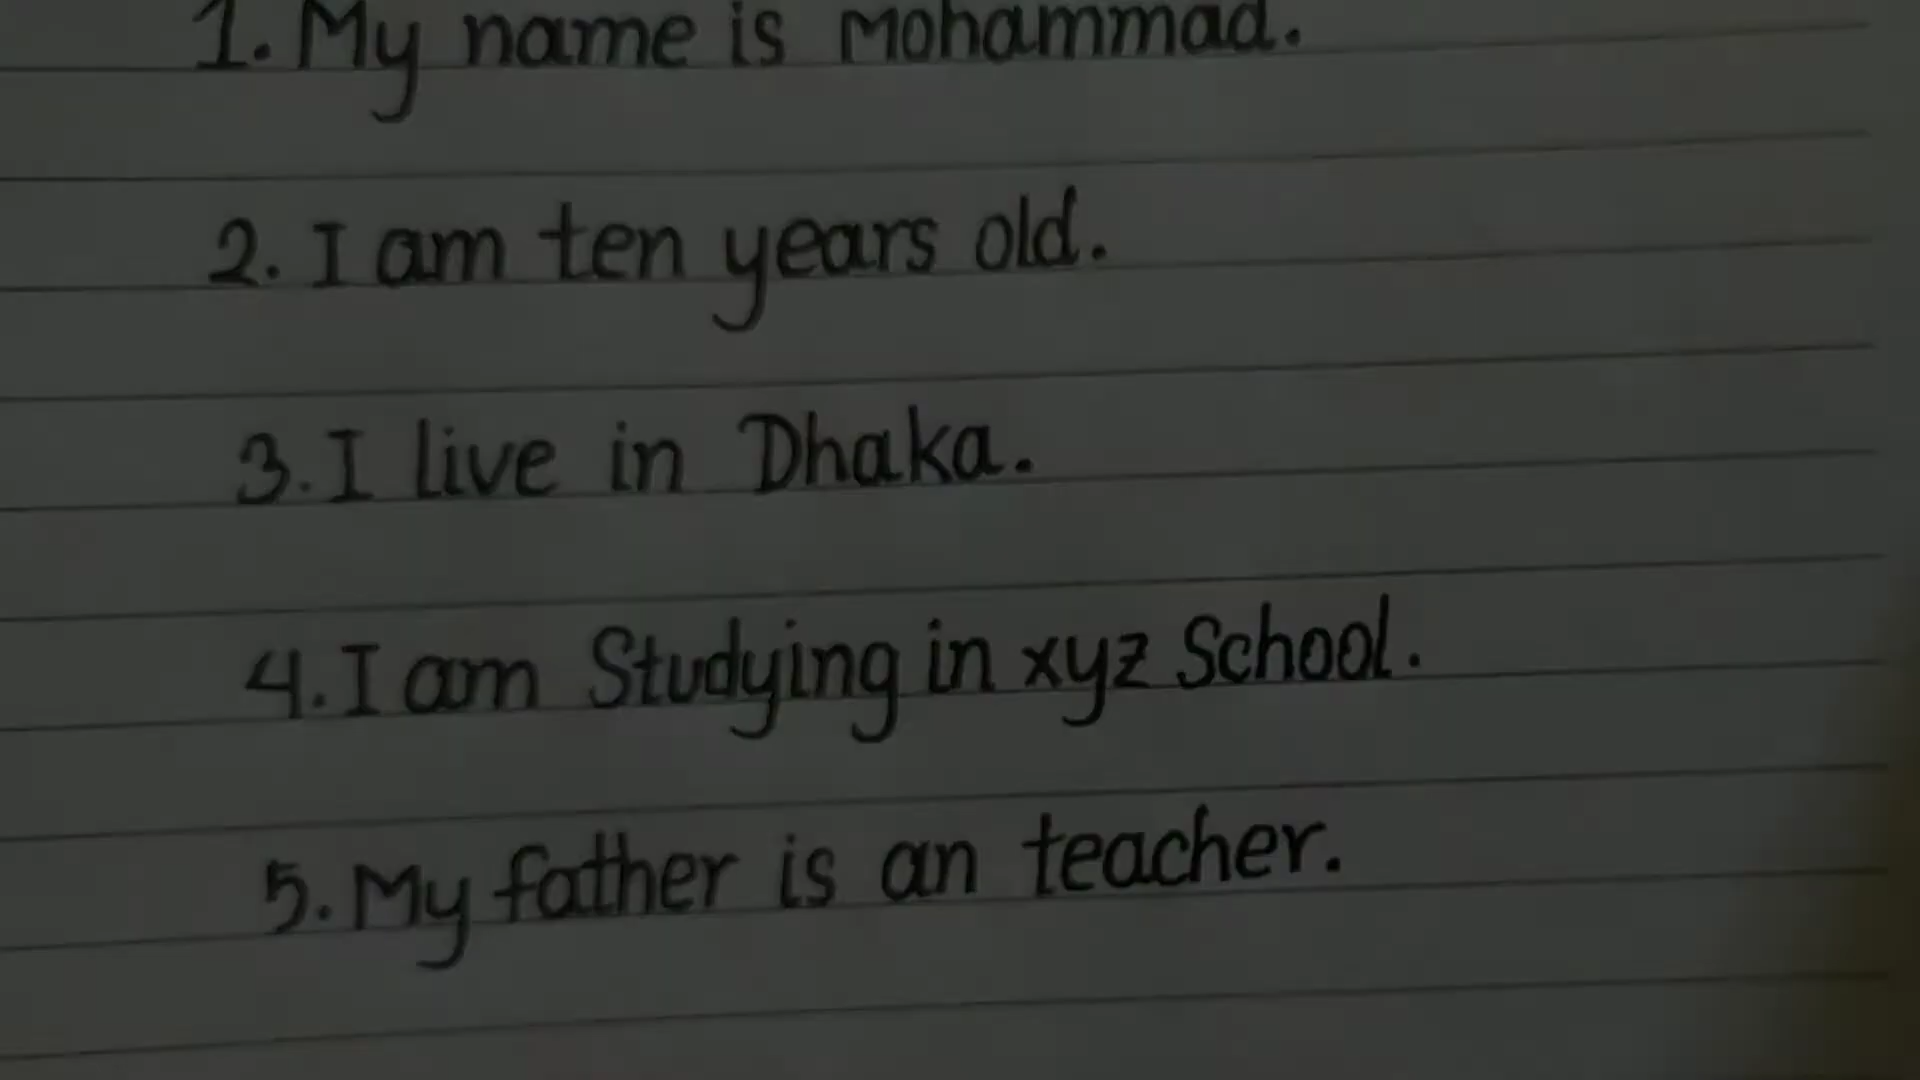 1. My name is Mohammad.
2. I am ten years old.
3. I live in Dhaka.
4. I am Studying in xyz School.
5. My father is an teacher.